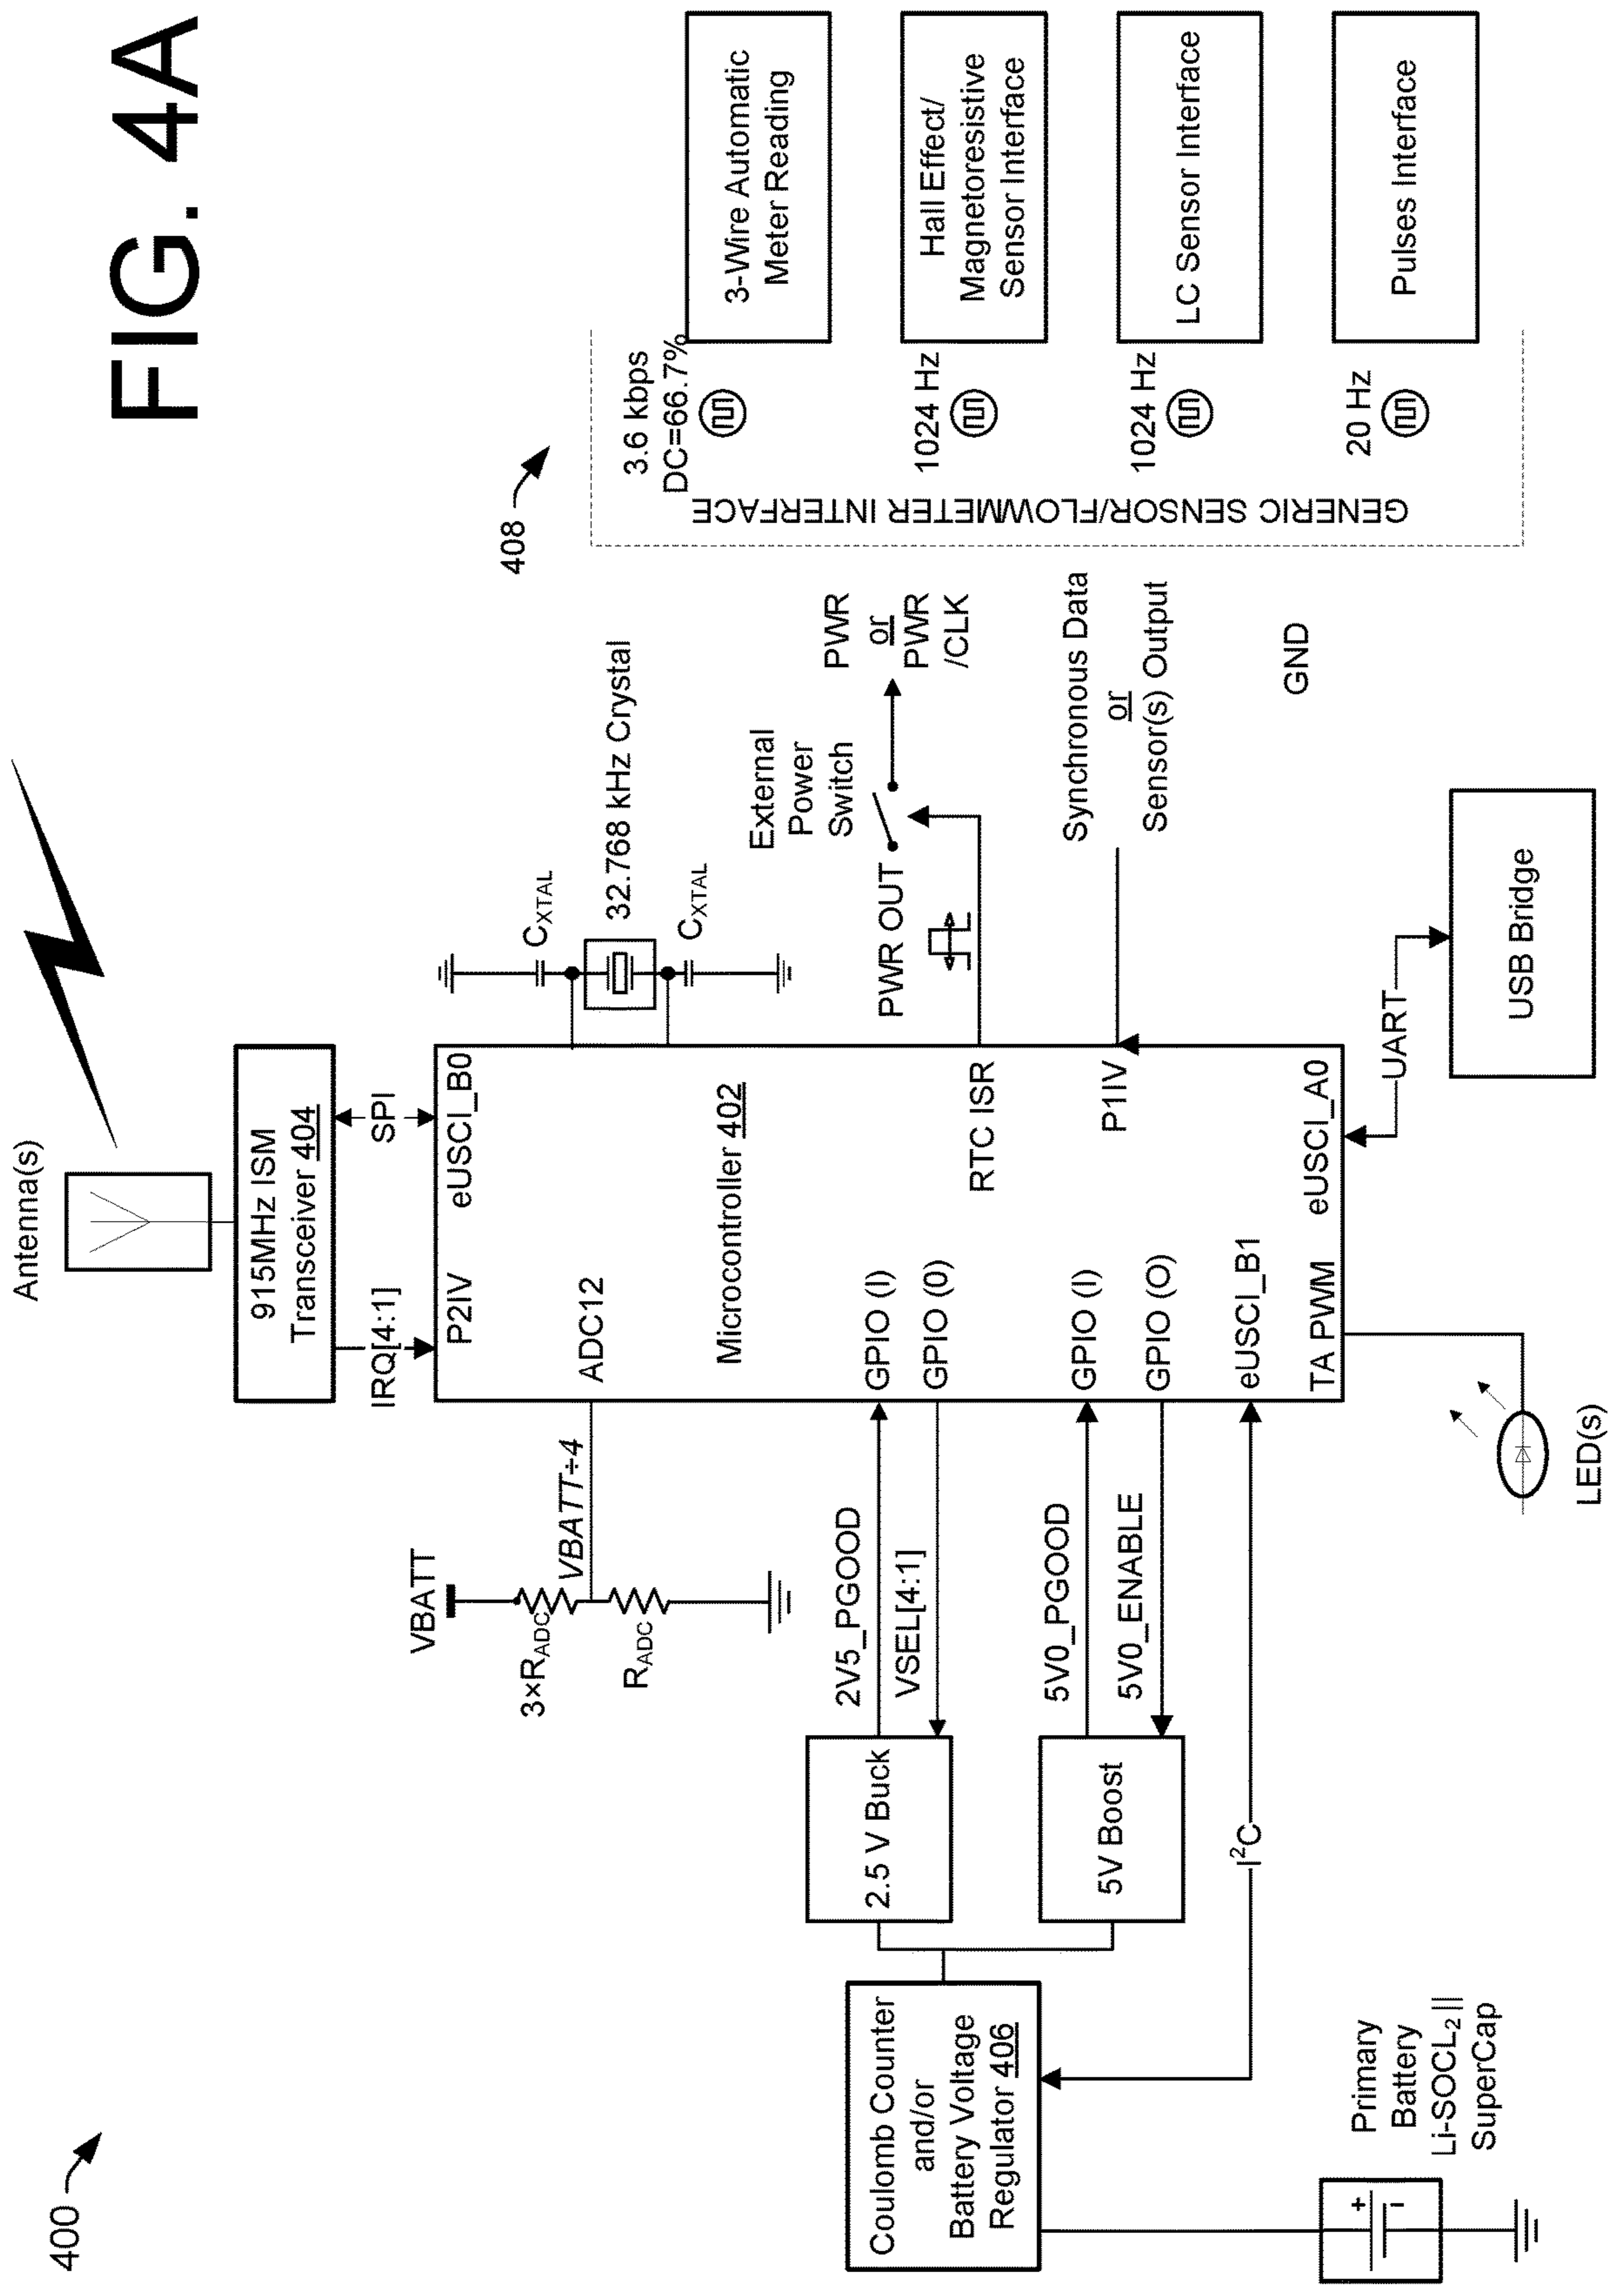 FIG. 4A
400
Antenna(s)
915MHz ISM
Transceiver 404
IRQ[4:1]
SPI
P2IV
eUSCI_B0
ADC12
Microcontroller 402
GPIO (I)
GPIO (0)
RTC ISR
P1IV
GPIO (I)
GPIO (O)
eUSCI_B1
TA PWM
eUSCI_A0
VBATT
3×RADC
RADC
VBATT÷4
2V5_PGOOD
VSEL[4:1]
5V0_PGOOD
5V0_ENABLE
2.5 V Buck
5V Boost
I2C
Coulomb Counter
and/or
Battery Voltage
Regulator 406
+
-
Primary
Battery
Li-SOCL2||
SuperCap
LED(s)
UART
USB Bridge
CXTAL
32.768 kHz Crystal
CXTAL
External
Power
Switch
PWR OUT
PWR
or
PWR
/CLK
Synchronous Data
or
Sensor(s) Output
GND
408
GENERIC SENSOR/FLOWMETER INTERFACE
3.6 kbps
DC=66.7%
3-Wire Automatic
Meter Reading
1024 Hz
Hall Effect/
Magnetoresistive
Sensor Interface
1024 Hz
LC Sensor Interface
20 Hz
Pulses Interface